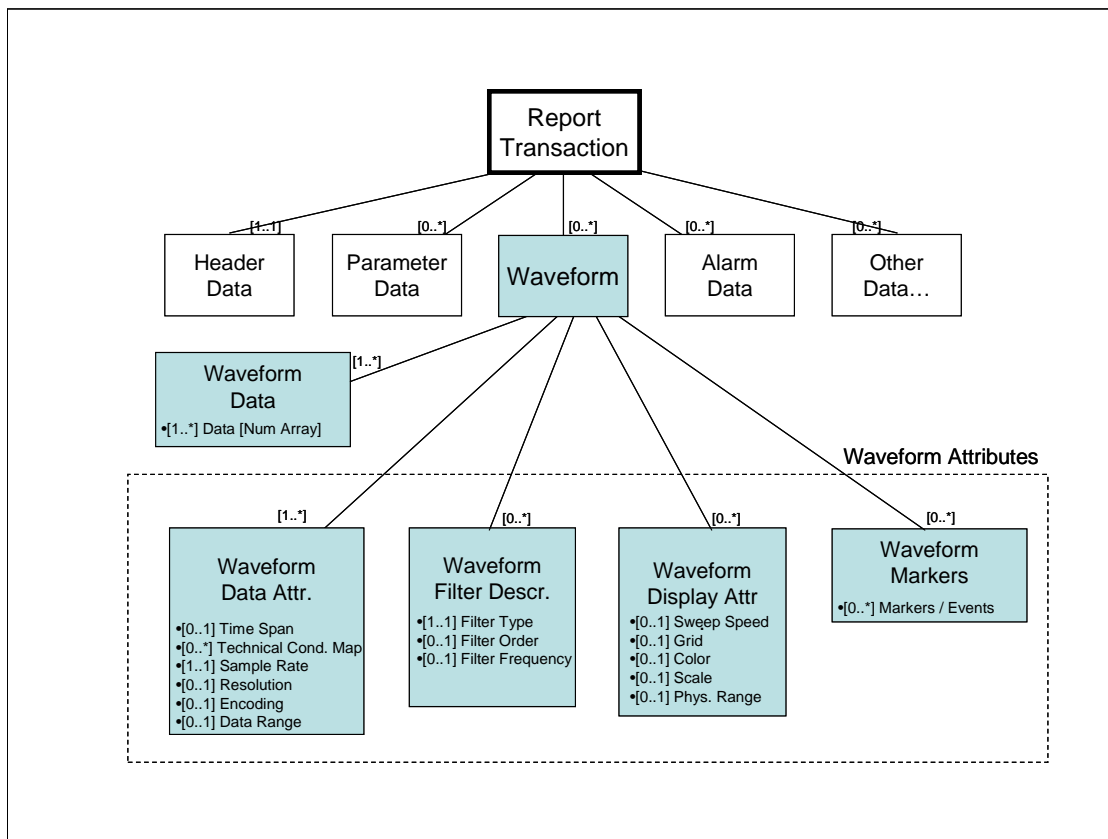 Report
Transaction
[1..1]
[0..*]
[0..*]
[0..*]
[0..*]
Header
Data
Parameter
Data
Waveform
Alarm
Data
Other
Data…
[1..*]
Waveform
Data
•[1..*] Data [Num Array]
Waveform Attributes
[1..*]
[0..*]
[0..*]
[0..*]
Waveform
Data Attr.
•[0..1] Time Span
•[0..*] Technical Cond. Map
•[1..1] Sample Rate
•[0..1] Resolution
•[0..1] Encoding
•[0..1] Data Range
Waveform
Filter Descr.
•[1..1] Filter Type
•[0..1] Filter Order
•[0..1] Filter Frequency
Waveform
Display Attr
•[0..1] Sweep Speed
•[0..1] Grid
•[0..1] Color
•[0..1] Scale
•[0..1] Phys. Range
Waveform
Markers
•[0..*] Markers / Events